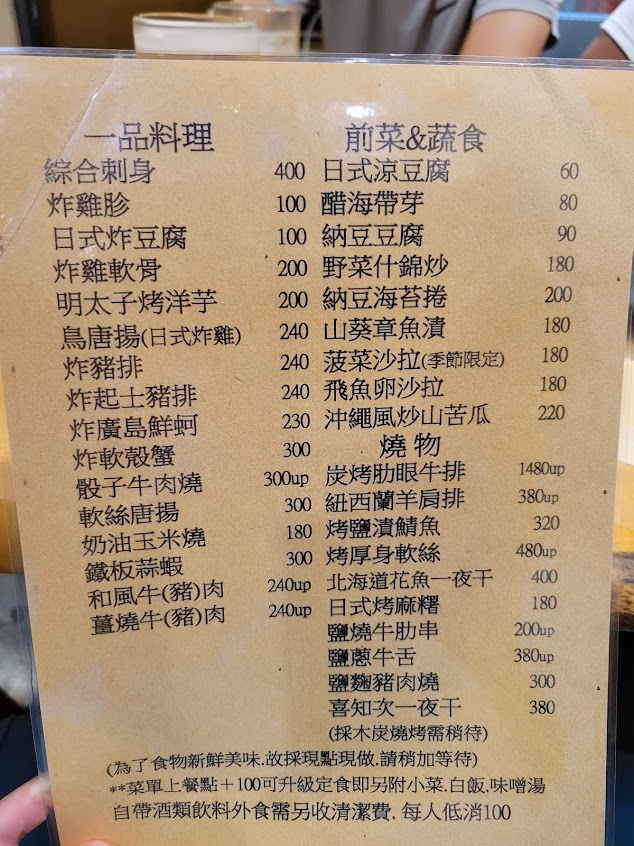 一品料理
綜合刺身 400
炸雞胗 100
日式炸豆腐 100
炸雞軟骨 200
明太子烤洋芋 200
鳥唐揚(日式炸雞) 240
炸豬排 240
炸起士豬排 240
炸廣島鮮蚵 230
炸軟殼蟹 300
骰子牛肉燒 300up
軟絲唐揚 300
奶油玉米燒 180
鐵板蒜蝦 300
和風牛(豬)肉 240up
薑燒牛(豬)肉 240up
前菜&蔬食
日式涼豆腐 60
醋海帶芽 80
納豆豆腐 90
野菜什錦炒 180
納豆海苔捲 200
山葵章魚漬 180
菠菜沙拉(季節限定) 180
飛魚卵沙拉 180
沖繩風炒山苦瓜 220
燒物
炭烤肋眼牛排 1480up
紐西蘭羊肩排 380up
烤鹽漬鯖魚 320
烤厚身軟絲 480up
北海道花魚一夜干 400
日式烤麻糬 180
鹽燒牛肋串 200up
鹽蔥牛舌 380up
鹽麴豬肉燒 300
喜知次一夜干 380
(採木炭燒烤需稍待)
(為了食物新鮮美味.故採現點現做.請稍加等待)
**菜單上餐點＋100可升級定食即另附小菜.白飯.味噌湯
自帶酒類飲料外食需另收清潔費. 每人低消100